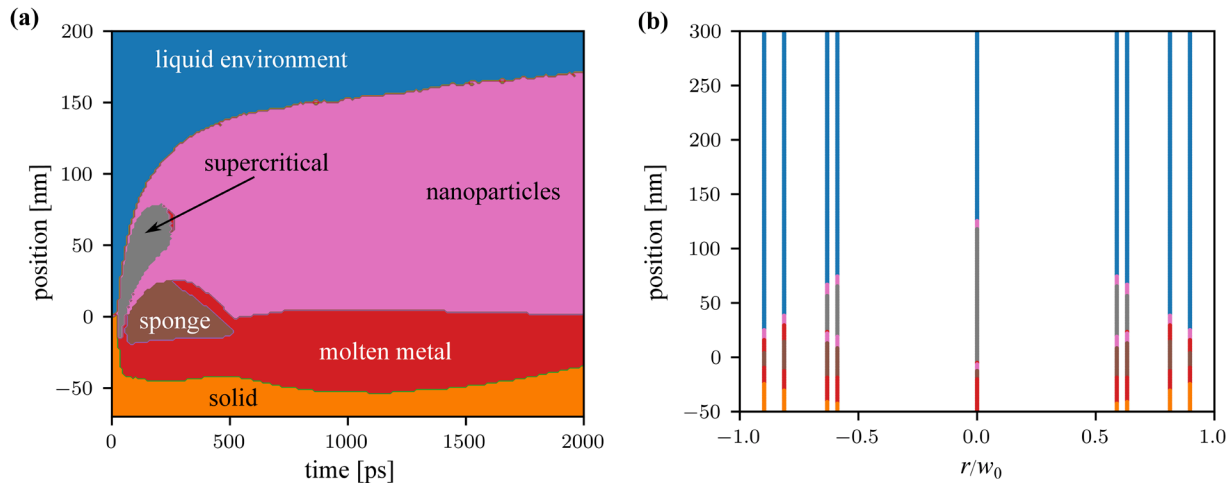 (a)
200
150
100
50
0
−50
position [nm]
liquid environment
supercritical
nanoparticles
sponge
molten metal
solid
0
500
1000
1500
2000
time [ps]
(b)
300
250
200
150
100
50
0
−50
position [nm]
−1.0
−0.5
0.0
0.5
1.0
r/w₀